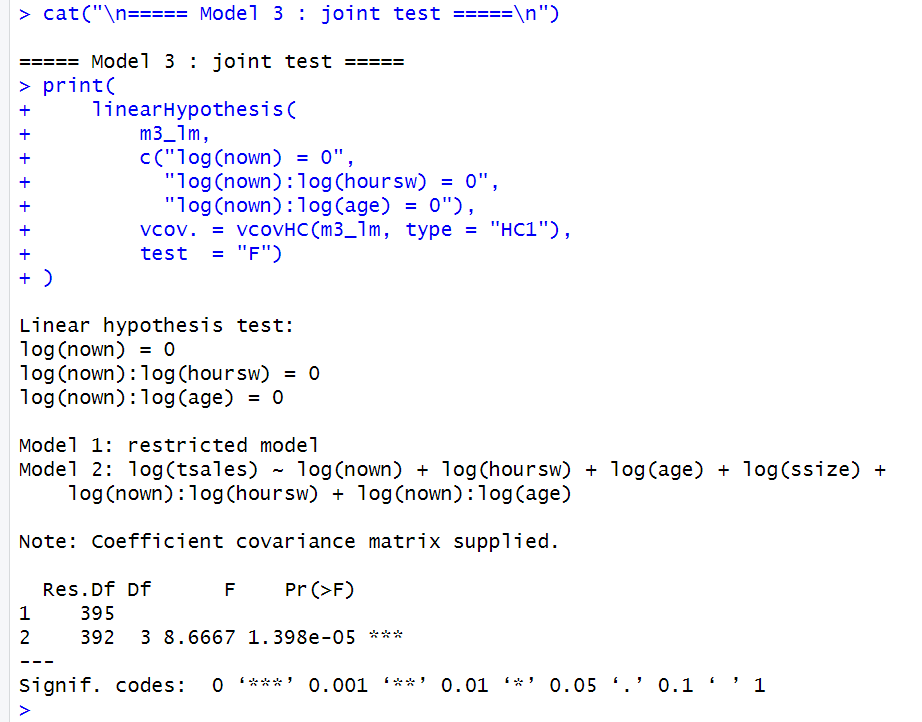 > cat("\n===== Model 3 : joint test =====\n")

===== Model 3 : joint test =====
> print(
+     linearHypothesis(
+         m3_lm,
+         c("log(nown) = 0",
+           "log(nown):log(hoursw) = 0",
+           "log(nown):log(age) = 0"),
+         vcov. = vcovHC(m3_lm, type = "HC1"),
+         test  = "F")
+ )

Linear hypothesis test:
log(nown) = 0
log(nown):log(hoursw) = 0
log(nown):log(age) = 0

Model 1: restricted model
Model 2: log(tsales) ~ log(nown) + log(hoursw) + log(age) + log(ssize) +
    log(nown):log(hoursw) + log(nown):log(age)

Note: Coefficient covariance matrix supplied.

  Res.Df Df      F    Pr(>F)
1    395
2    392  3 8.6667 1.398e-05 ***
---
Signif. codes:  0 ‘***’ 0.001 ‘**’ 0.01 ‘*’ 0.05 ‘.’ 0.1 ‘ ’ 1
>